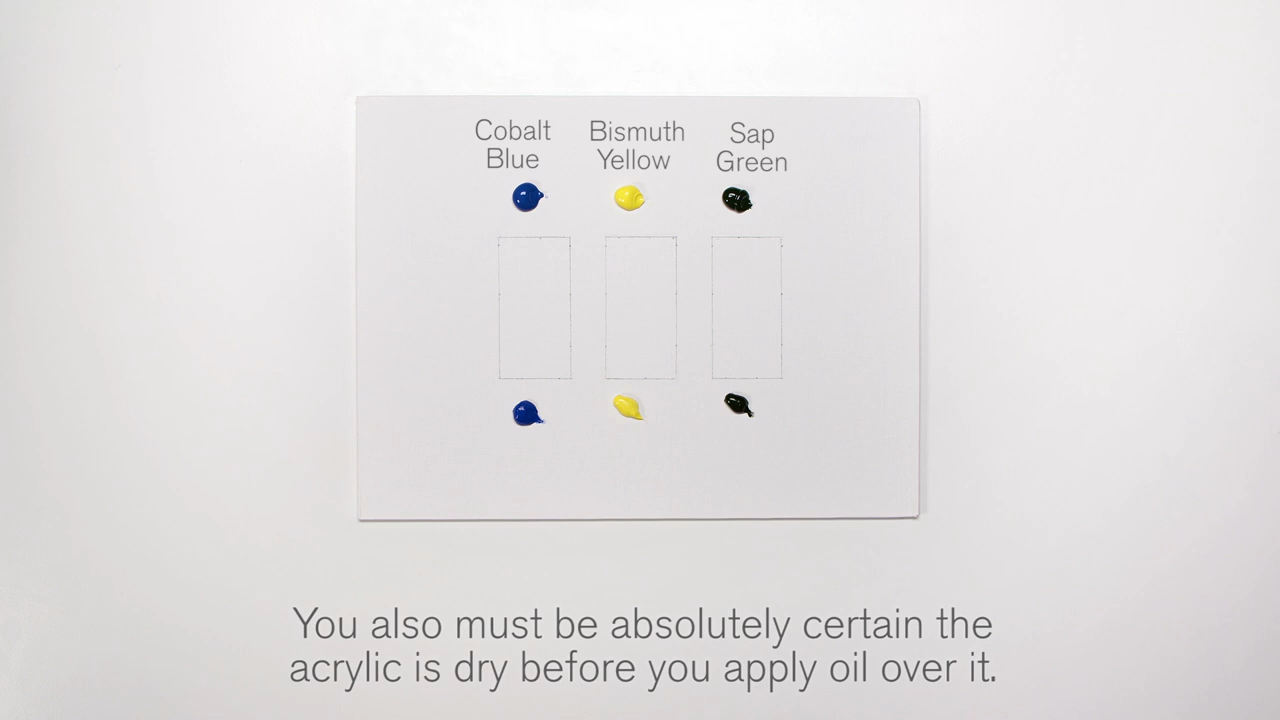 Cobalt Bismuth Sap
Blue Yellow Green
You also must be absolutely certain the
acrylic is dry before you apply oil over it.